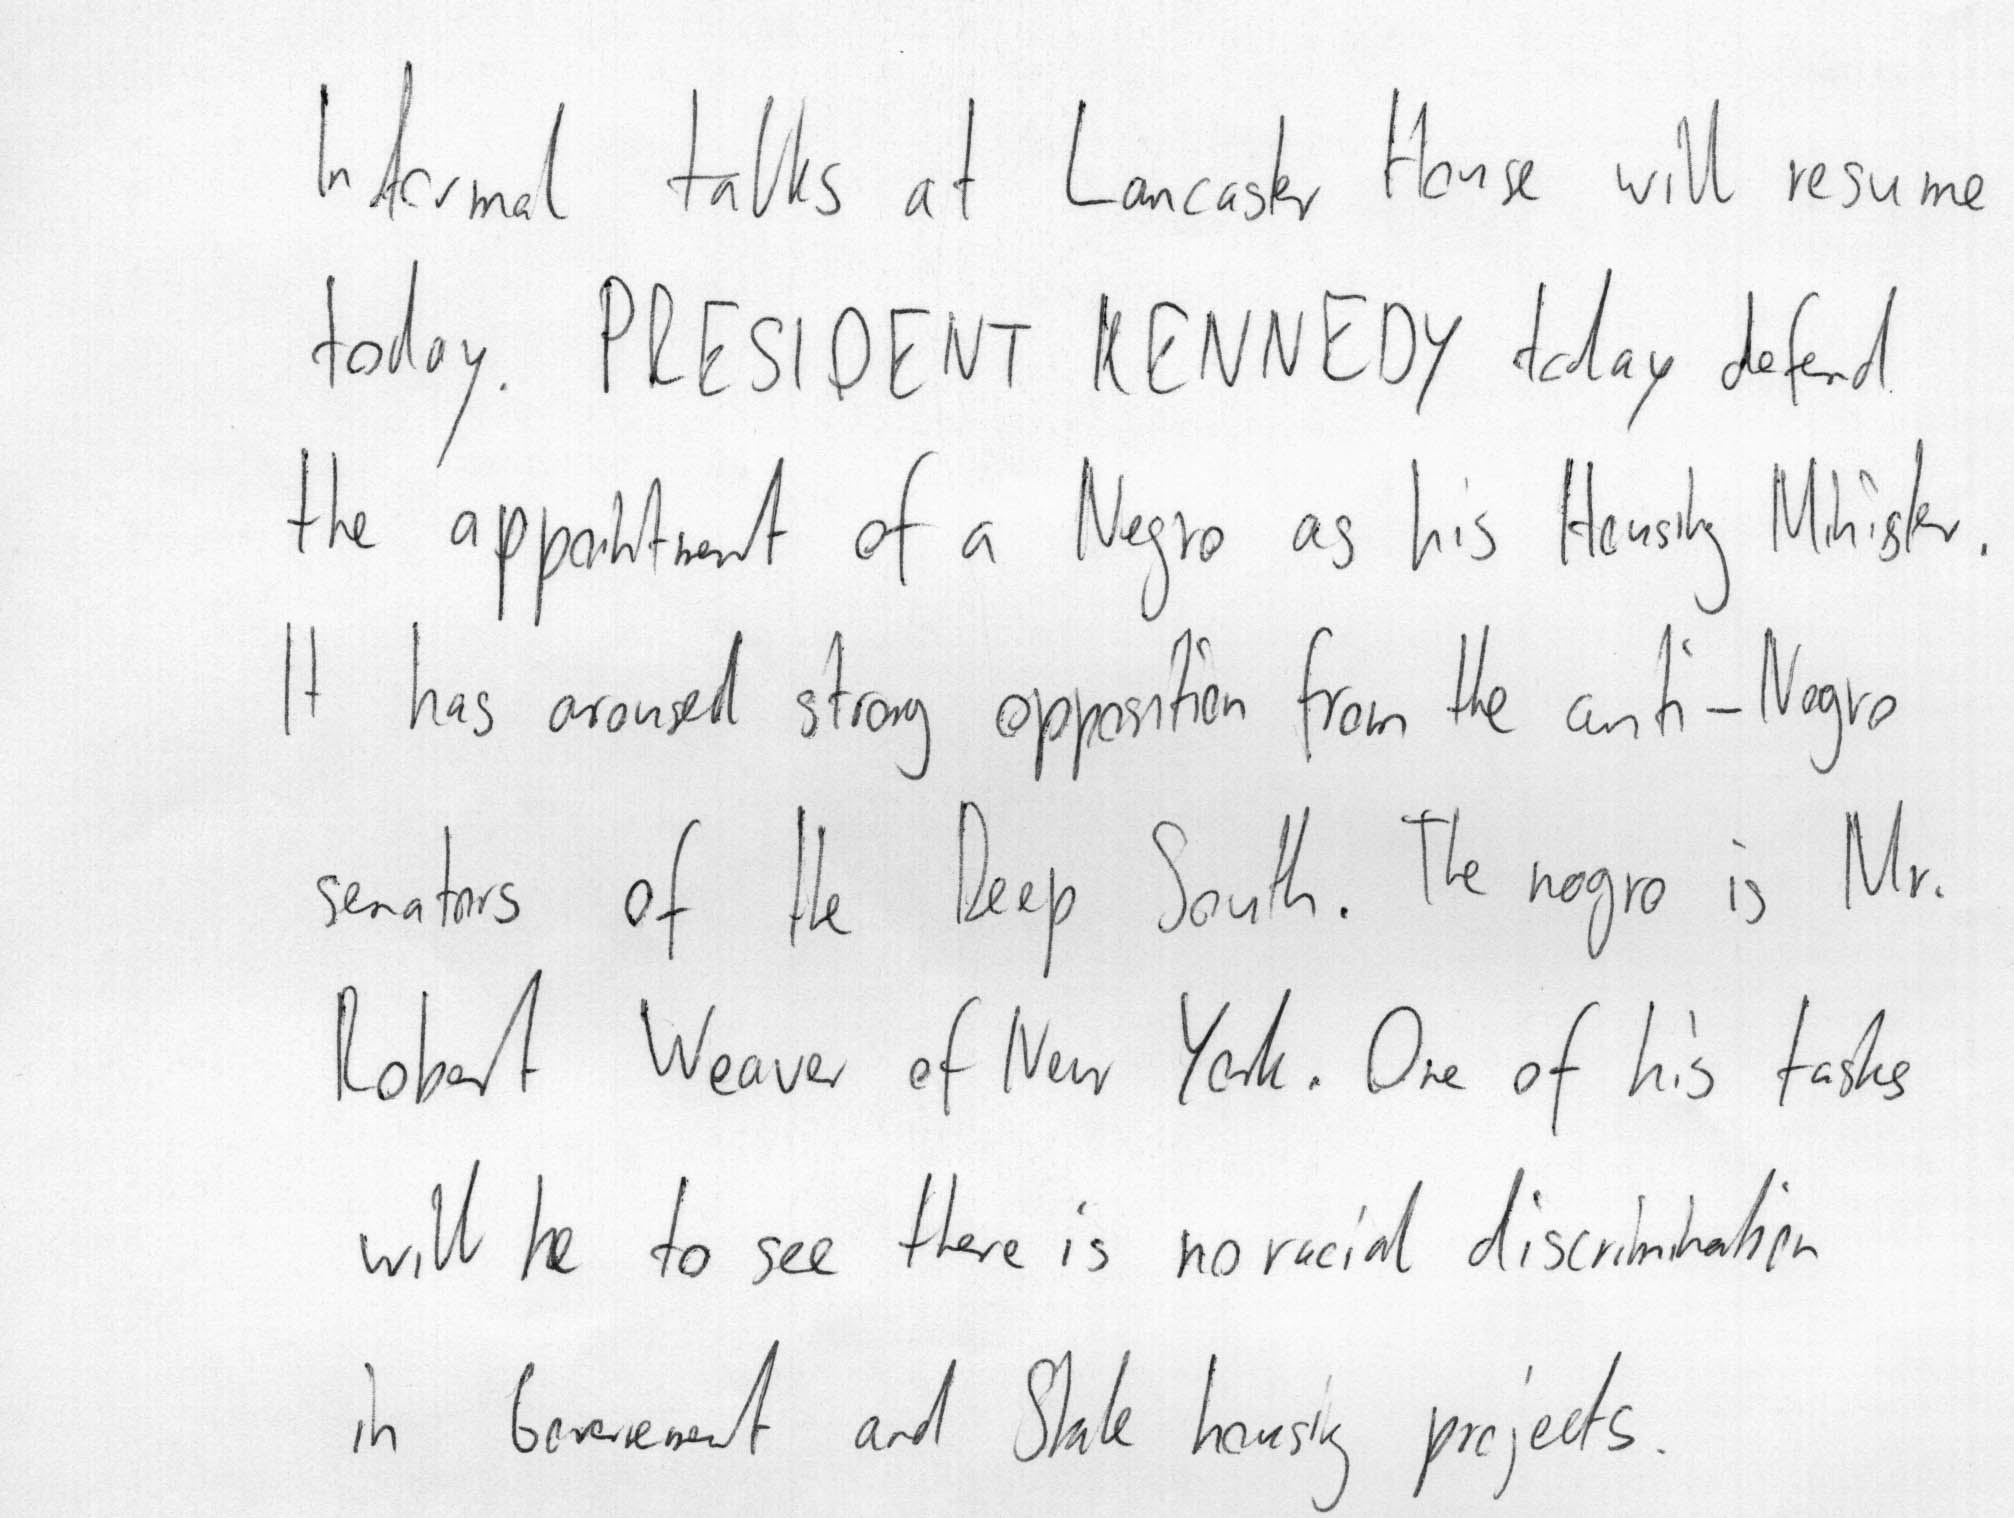 Informal talks at Lancaster House will resume
today. PRESIDENT KENNEDY today defend
the appointment of a Negro as his Housing Minister.
It has aroused strong opposition from the anti-Negro
senators of the Deep South. The negro is Mr.
Robert Weaver of New York. One of his tasks
will be to see there is no racial discrimination
in Government and State housing projects.